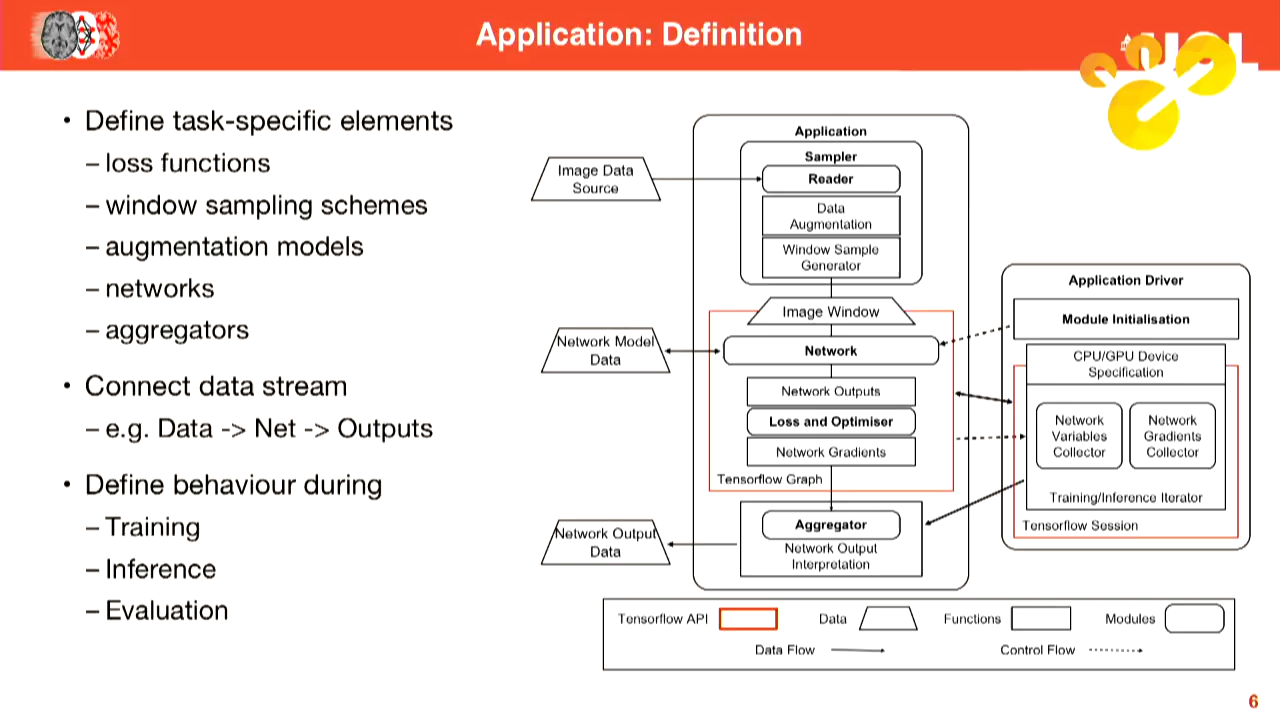 Application: Definition
• Define task-specific elements
– loss functions
– window sampling schemes
– augmentation models
– networks
– aggregators
• Connect data stream
– e.g. Data -> Net -> Outputs
• Define behaviour during
– Training
– Inference
– Evaluation
Application
Sampler
Reader
Data
Augmentation
Window Sample
Generator
Image Data
Source
Image Window
Network
Network Model
Data
Network Outputs
Loss and Optimiser
Network Gradients
Tensorflow Graph
Aggregator
Network Output
Interpretation
Network Output
Data
Application Driver
Module Initialisation
CPU/GPU Device
Specification
Network
Variables
Collector
Network
Gradients
Collector
Training/Inference Iterator
Tensorflow Session
Tensorflow API
Data
Functions
Modules
Data Flow
Control Flow
6